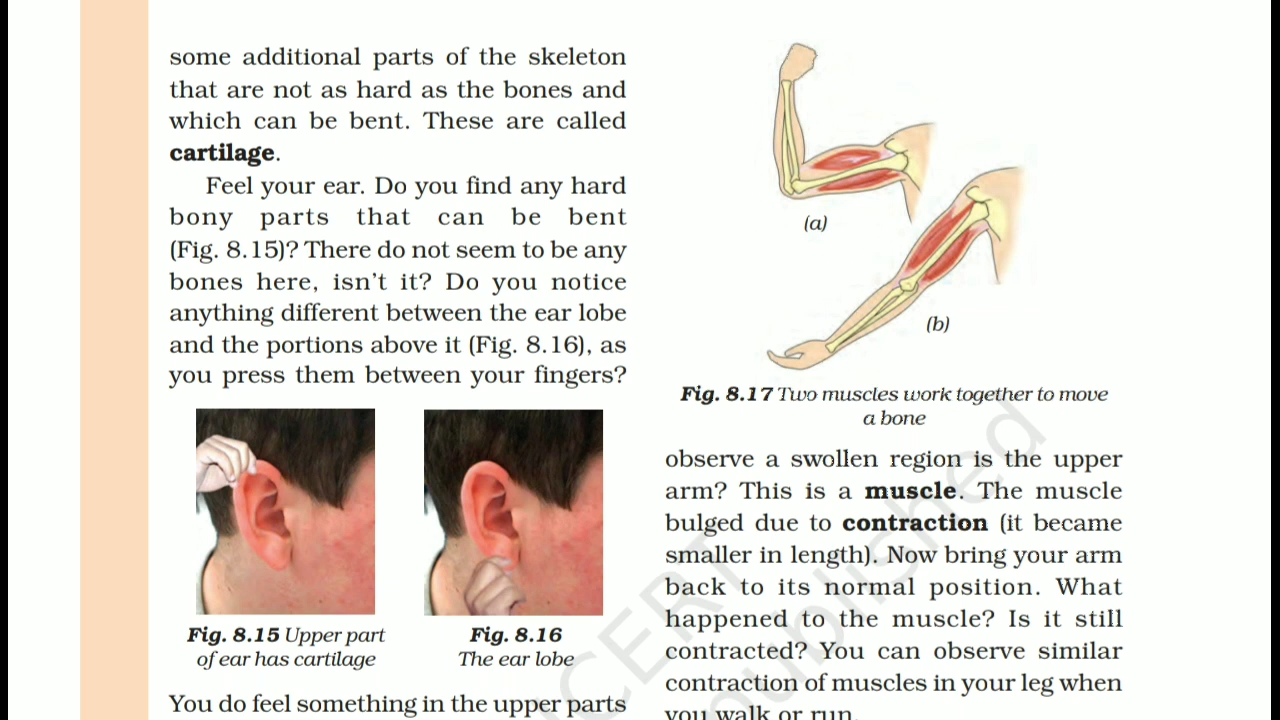 some additional parts of the skeleton
that are not as hard as the bones and
which can be bent. These are called
cartilage.
Feel your ear. Do you find any hard
bony parts that can be bent
(Fig. 8.15)? There do not seem to be any
bones here, isn't it? Do you notice
anything different between the ear lobe
and the portions above it (Fig. 8.16), as
you press them between your fingers?
Fig. 8.15 Upper part
of ear has cartilage
Fig. 8.16
The ear lobe
You do feel something in the upper parts
(a)
(b)
Fig. 8.17 Two muscles work together to move
a bone
observe a swollen region is the upper
arm? This is a muscle. The muscle
bulged due to contraction (it became
smaller in length). Now bring your arm
back to its normal position. What
happened to the muscle? Is it still
contracted? You can observe similar
contraction of muscles in your leg when
you walk or run.